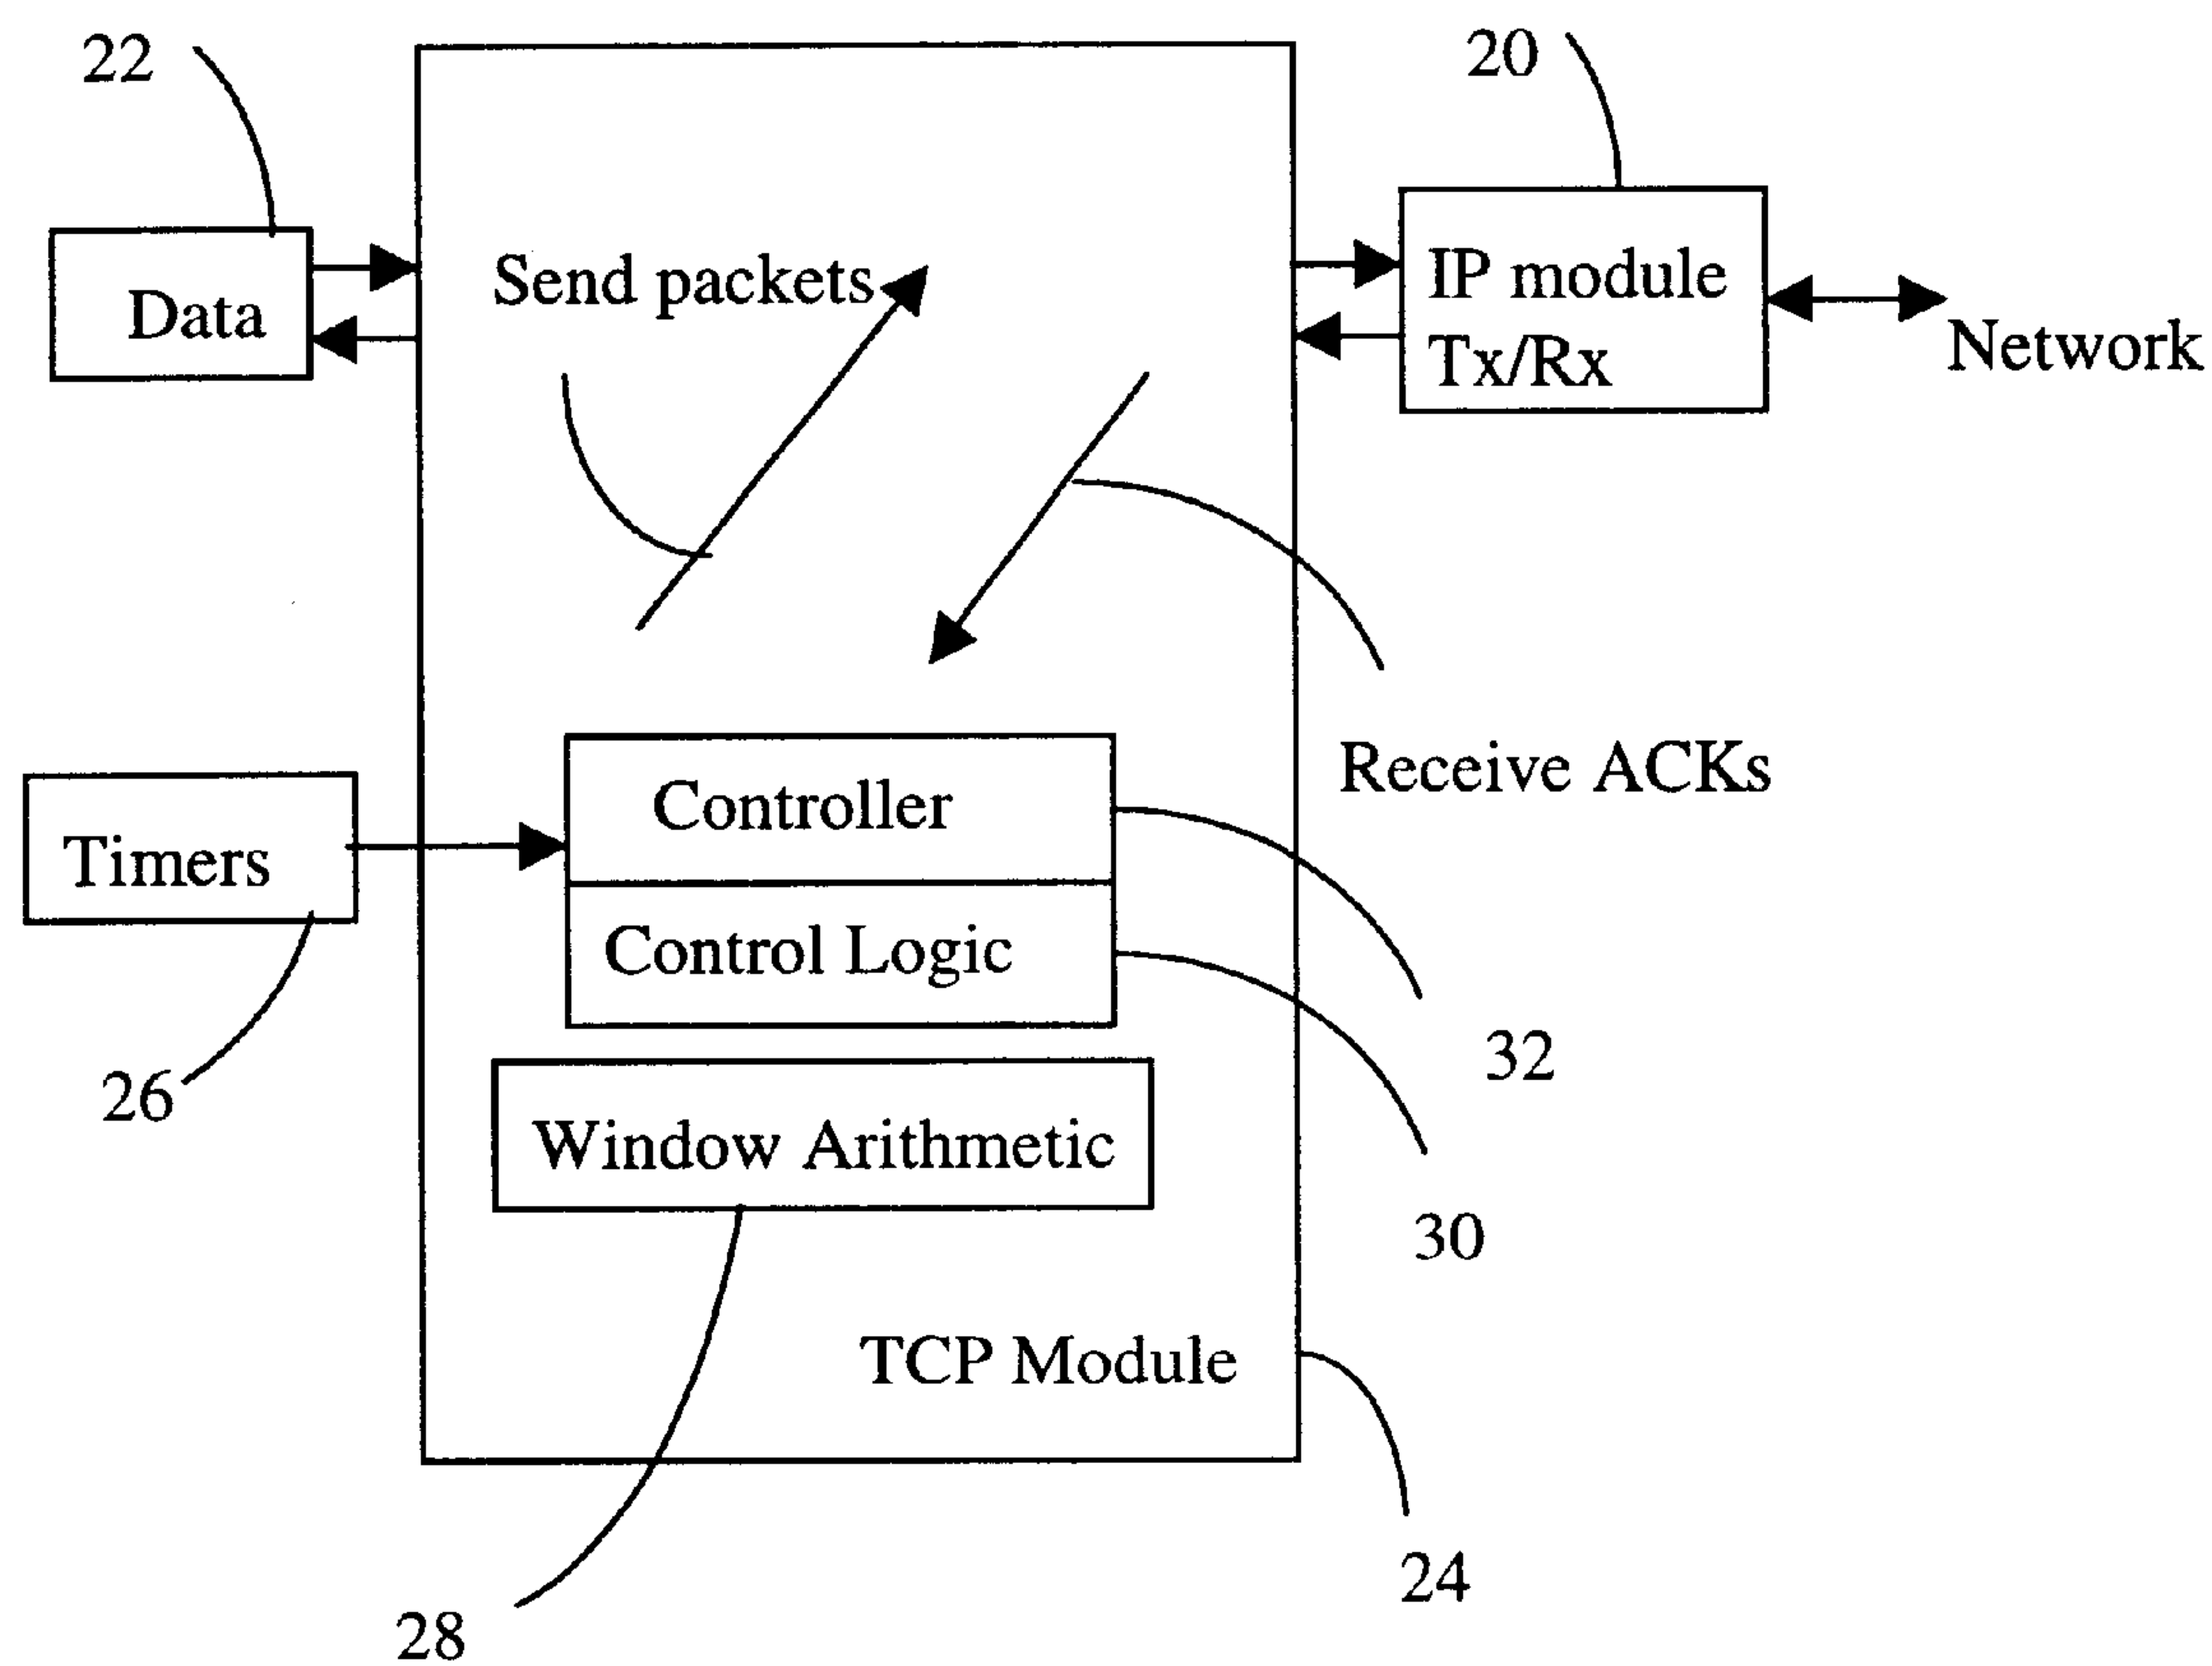 22
20
Send packets
IP module
Data
Tx/Rx
Network
Receive ACKs
Controller
Timers
Control Logic
32
26
Window Arithmetic
30
TCP Module
24
28